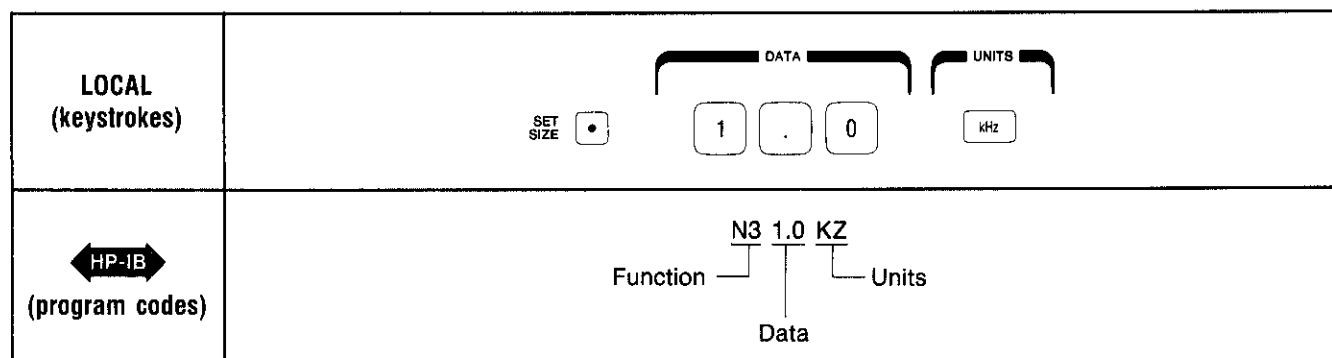 LOCAL
(keystrokes)
SET
SIZE
DATA
1 . 0
UNITS
kHz
HP-IB
(program codes)
N3 1.0 KZ
Function
Units
Data